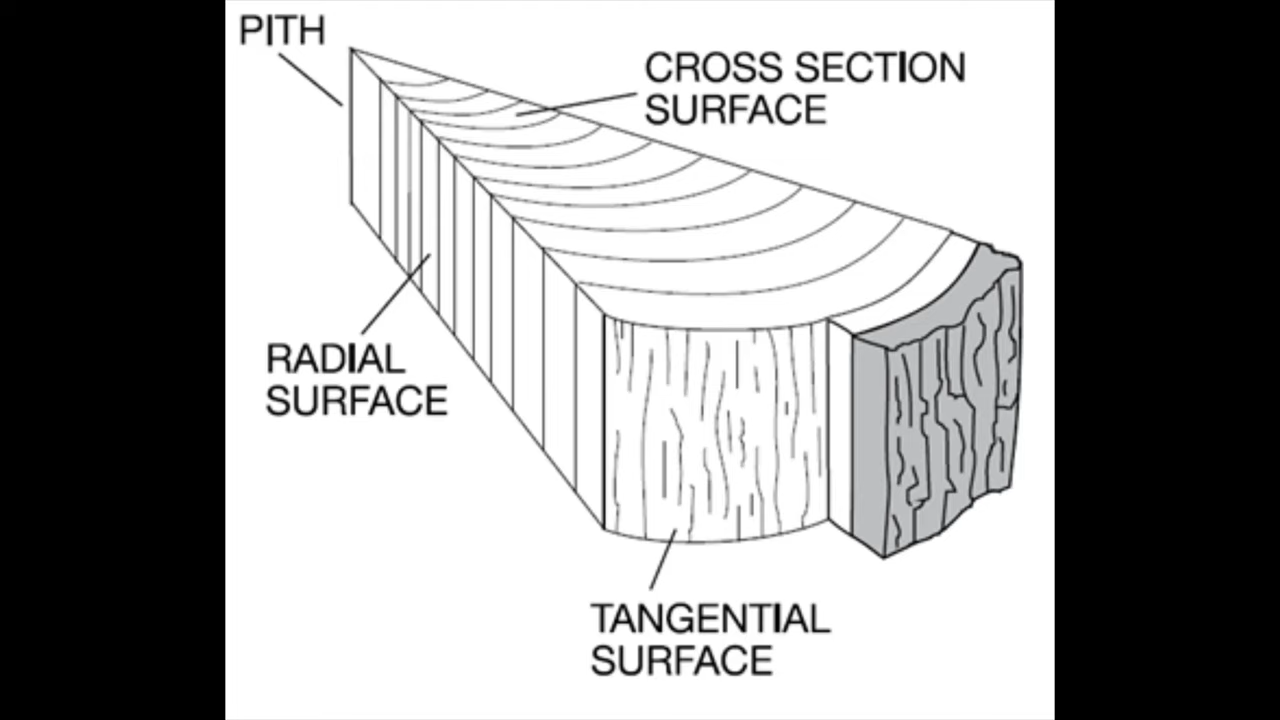 PITH
CROSS SECTION
SURFACE
RADIAL
SURFACE
TANGENTIAL
SURFACE